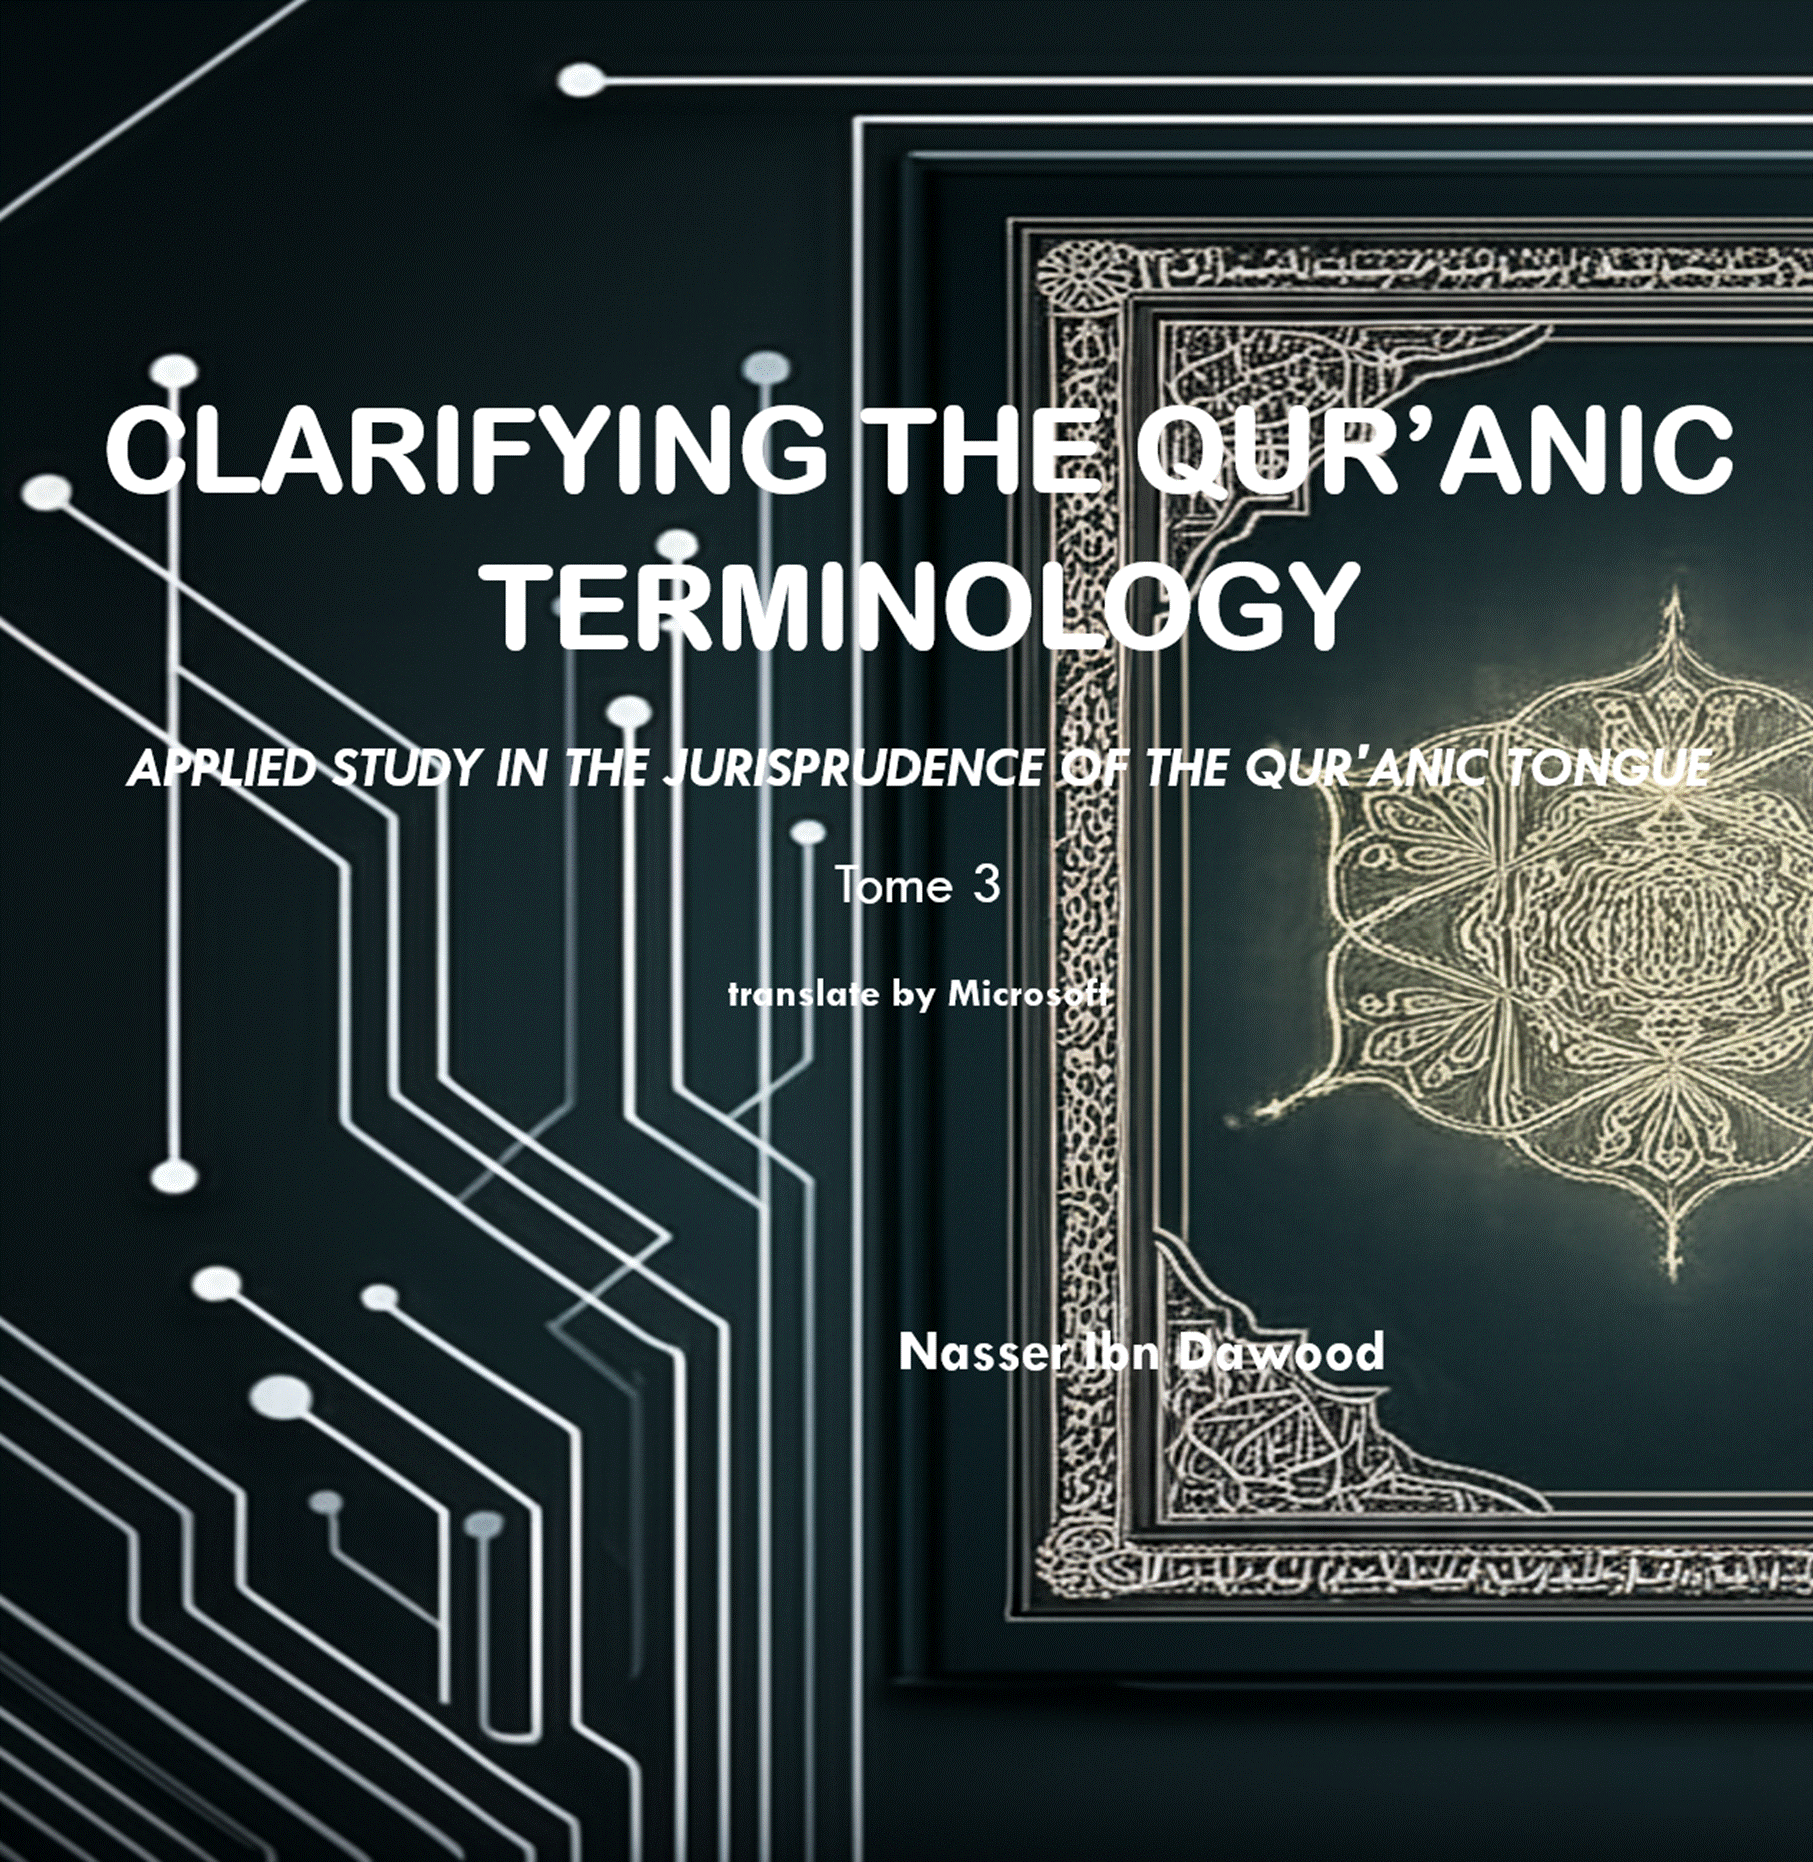 CLARIFYING THE QUR’ANIC
TERMINOLOGY
APPLIED STUDY IN THE JURISPRUDENCE OF THE QUR'ANIC TONGUE
Tome 3
translate by Microsoft
Nasser Ibn Dawood